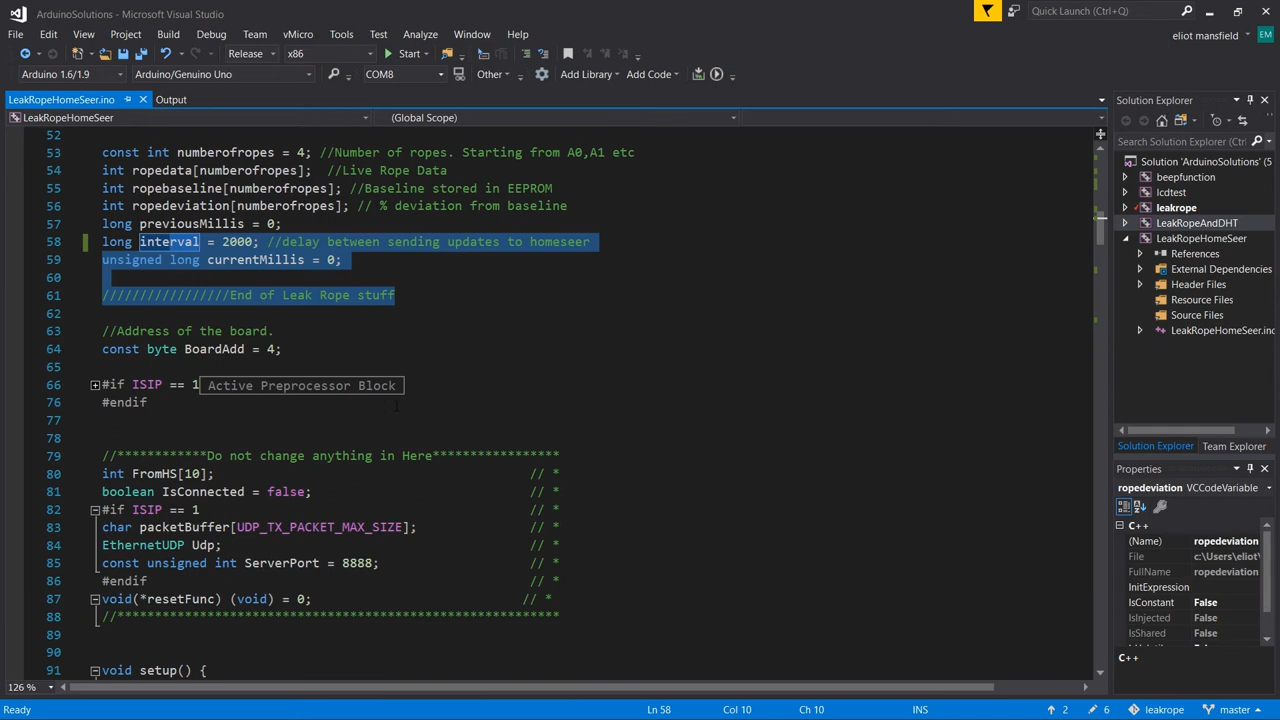 ArduinoSolutions - Microsoft Visual Studio
Quick Launch (Ctrl+Q)
File Edit View Project Build Debug Team vMicro Tools Test Analyze Window Help
eliot mansfield EM
Release x86 Start
Arduino 1.6/1.9 Arduino/Genuino Uno COM8 Other Add Library Add Code
LeakRopeHomeSeer.ino Output
LeakRopeHomeSeer (Global Scope)
52
53 const int numberofropes = 4; //Number of ropes. Starting from A0,A1 etc
54 int ropedata[numberofropes];  //Live Rope Data
55 int ropebaseline[numberofropes]; //Baseline stored in EEPROM
56 int ropedeviation[numberofropes]; // % deviation from baseline
57 long previousMillis = 0;
58 long interval = 2000; //delay between sending updates to homeseer
59 unsigned long currentMillis = 0;
60
61 /////////////////End of Leak Rope stuff
62
63 //Address of the board.
64 const byte BoardAdd = 4;
65
66 #if ISIP == 1 Active Preprocessor Block
76 #endif
77
78
79 //************Do not change anything in Here*****************
80 int FromHS[10]; // *
81 boolean IsConnected = false; // *
82 #if ISIP == 1 // *
83 char packetBuffer[UDP_TX_PACKET_MAX_SIZE]; // *
84 EthernetUDP Udp; // *
85 const unsigned int ServerPort = 8888; // *
86 #endif // *
87 void(*resetFunc) (void) = 0; // *
88 //***********************************************************
89
90
91 void setup() {
126 %
Solution Explorer
Search Solution Explorer (Ctrl+
Solution 'ArduinoSolutions' (5
beepfunction
lcdtest
leakrope
LeakRopeAndDHT
LeakRopeHomeSeer
References
External Dependencies
Header Files
Resource Files
Source Files
LeakRopeHomeSeer.inc
Solution Explorer Team Explorer
Properties
ropedeviation VCCodeVariable
C++
(Name) ropedeviation
File c:\Users\eliot'
FullName ropedeviation
InitExpression
IsConstant False
IsInjected False
IsShared False
C++
Ready Ln 58 Col 10 Ch 10 INS 2 6 leakrope master